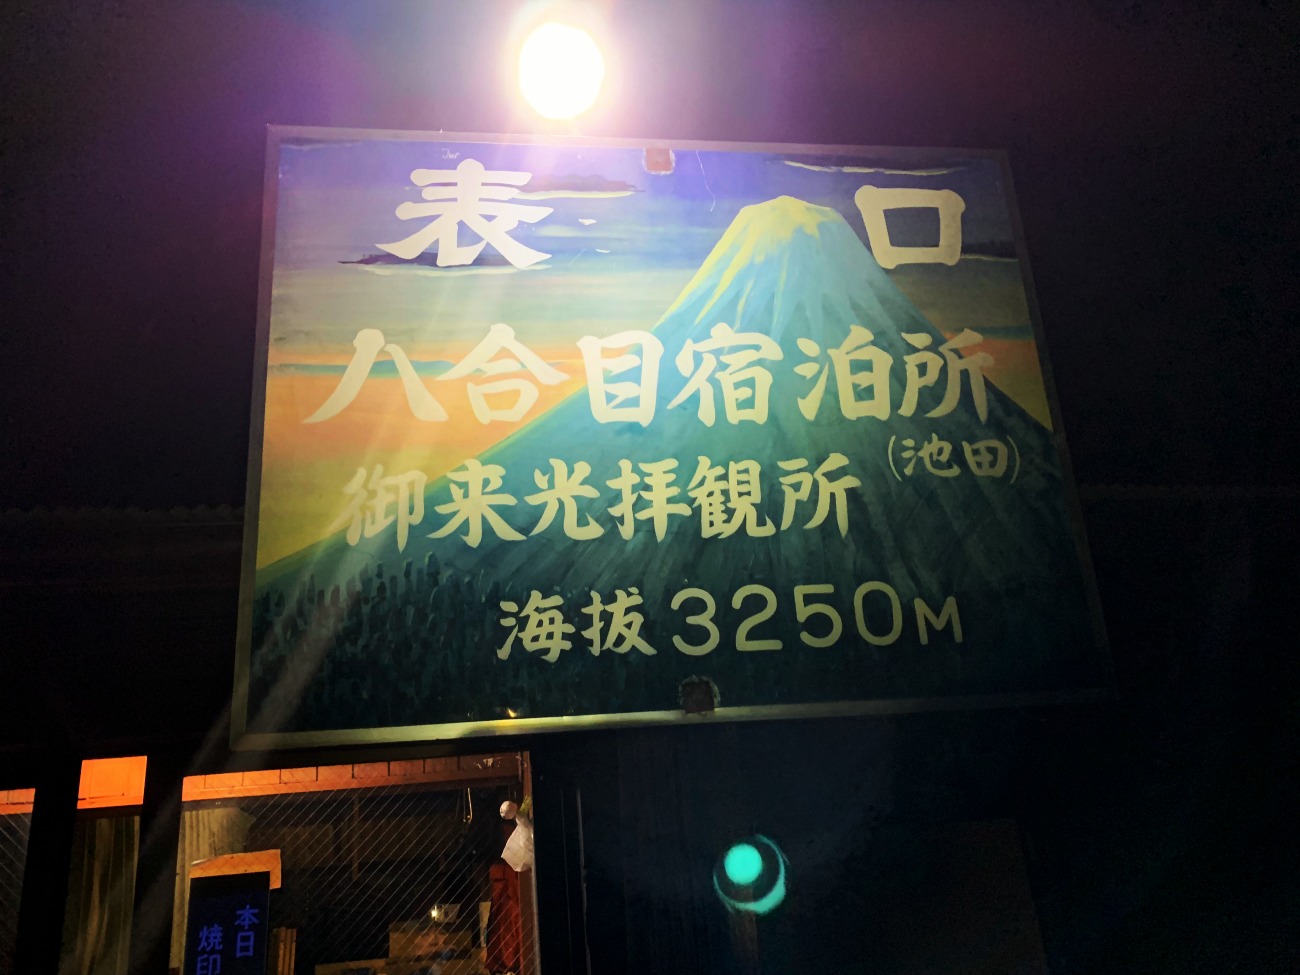 表口
八合目宿泊所
(池田)
御来光拝観所
海抜3250M
本日
焼印